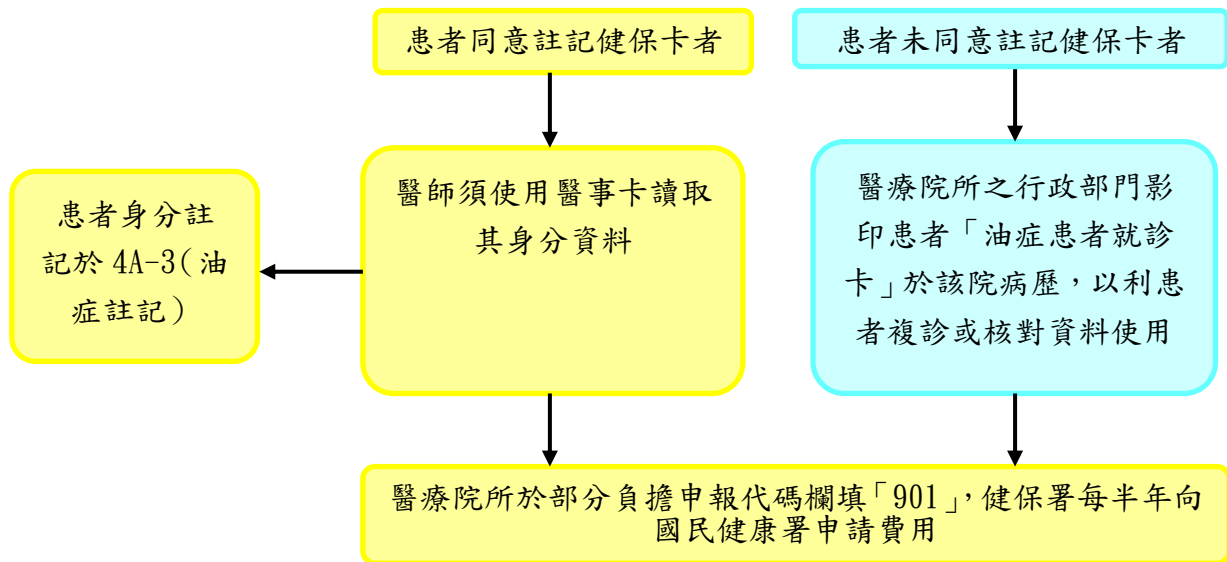 患者同意註記健保卡者
患者未同意註記健保卡者
患者身分註
記於 4A-3(油
症註記)
醫師須使用醫事卡讀取
其身分資料
醫療院所之行政部門影
印患者「油症患者就診
卡」於該院病歷，以利患
者複診或核對資料使用
醫療院所於部分負擔申報代碼欄填「901」，健保署每半年向
國民健康署申請費用